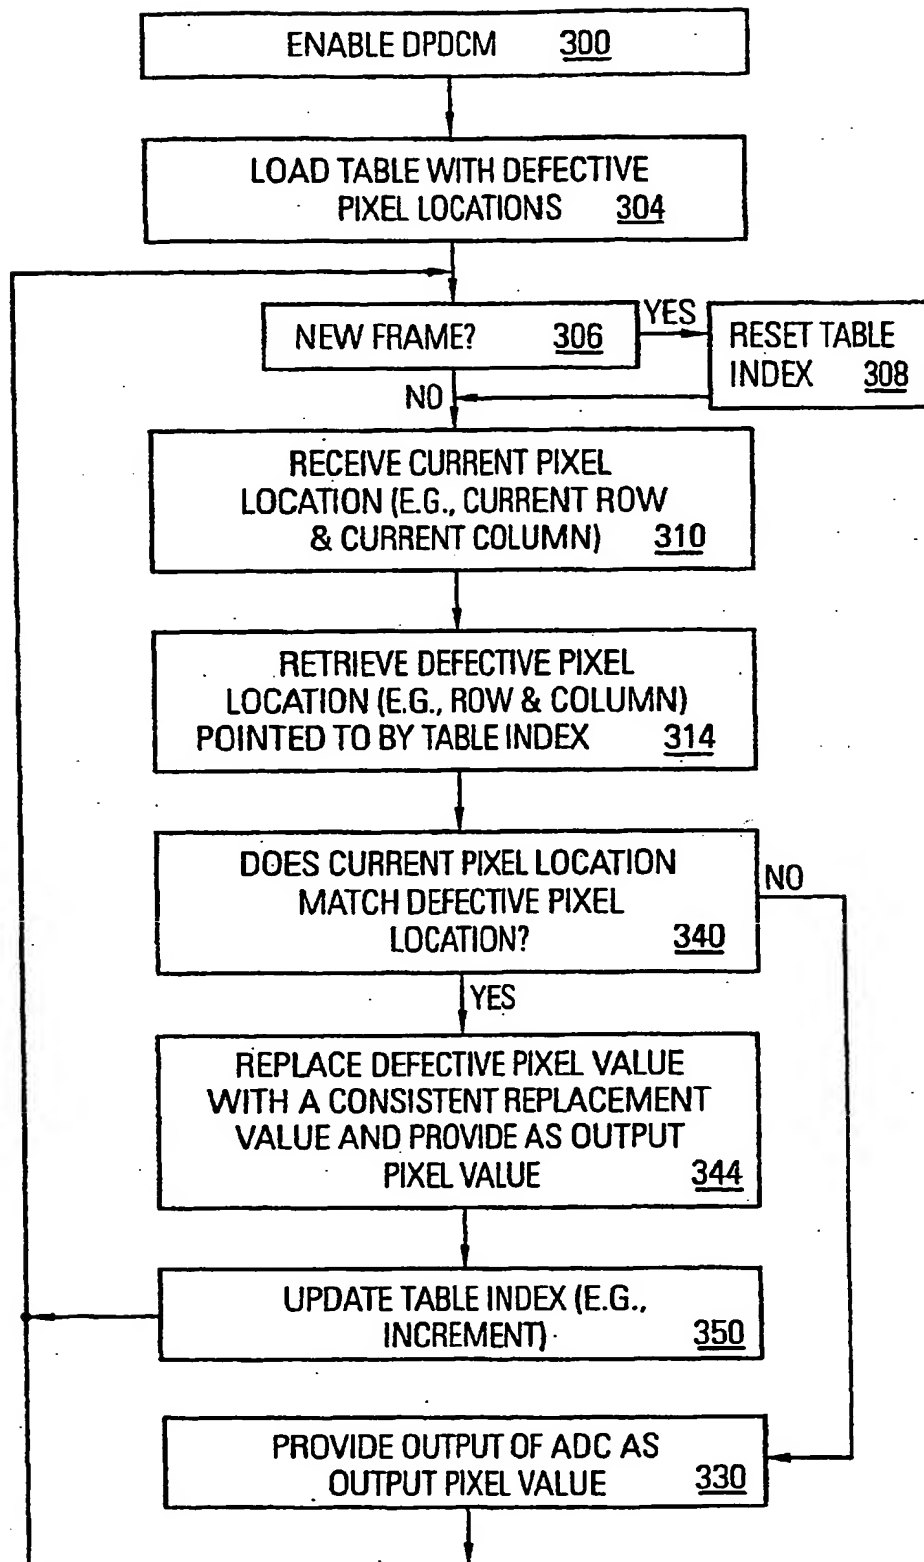 ENABLE DPDCM 300
LOAD TABLE WITH DEFECTIVE
PIXEL LOCATIONS 304
NEW FRAME? 306
YES
RESET TABLE
INDEX 308
NO
RECEIVE CURRENT PIXEL
LOCATION (E.G., CURRENT ROW
& CURRENT COLUMN) 310
RETRIEVE DEFECTIVE PIXEL
LOCATION (E.G., ROW & COLUMN)
POINTED TO BY TABLE INDEX 314
DOES CURRENT PIXEL LOCATION
MATCH DEFECTIVE PIXEL
LOCATION? 340
NO
YES
REPLACE DEFECTIVE PIXEL VALUE
WITH A CONSISTENT REPLACEMENT
VALUE AND PROVIDE AS OUTPUT
PIXEL VALUE 344
UPDATE TABLE INDEX (E.G.,
INCREMENT) 350
PROVIDE OUTPUT OF ADC AS
OUTPUT PIXEL VALUE 330